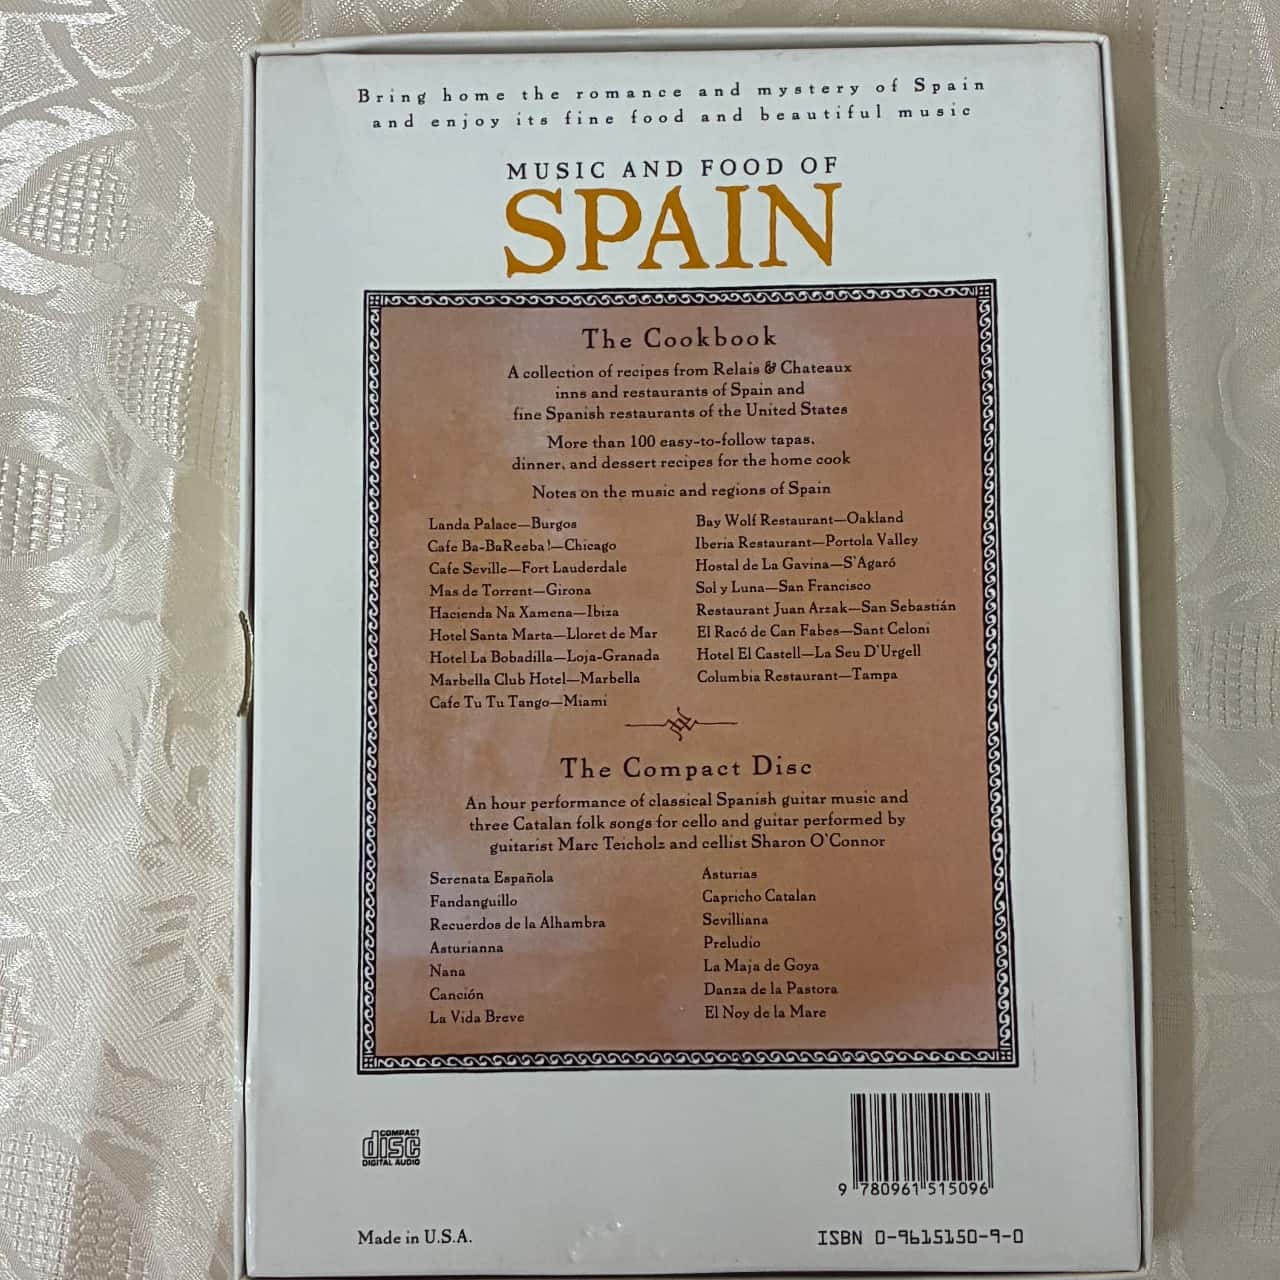 Bring home the romance and mystery of Spain
and enjoy its fine food and beautiful music
MUSIC AND FOOD OF
SPAIN
The Cookbook
A collection of recipes from Relais & Chateaux
inns and restaurants of Spain and
fine Spanish restaurants of the United States
More than 100 easy-to-follow tapas,
dinner, and dessert recipes for the home cook
Notes on the music and regions of Spain
Landa Palace—Burgos
Cafe Ba-BaReeba!—Chicago
Cafe Seville—Fort Lauderdale
Mas de Torrent—Girona
Hacienda Na Xamena—Ibiza
Hotel Santa Marta—Lloret de Mar
Hotel La Bobadilla—Loja-Granada
Marbella Club Hotel—Marbella
Cafe Tu Tu Tango—Miami
Bay Wolf Restaurant—Oakland
Iberia Restaurant—Portola Valley
Hostal de La Gavina—S'Agaró
Sol y Luna—San Francisco
Restaurant Juan Arzak—San Sebastián
El Racó de Can Fabes—Sant Celoni
Hotel El Castell—La Seu D'Urgell
Columbia Restaurant—Tampa
The Compact Disc
An hour performance of classical Spanish guitar music and
three Catalan folk songs for cello and guitar performed by
guitarist Marc Teicholz and cellist Sharon O'Connor
Serenata Española
Fandanguillo
Recuerdos de la Alhambra
Asturianna
Nana
Canción
La Vida Breve
Asturias
Capricho Catalan
Sevilliana
Preludio
La Maja de Goya
Danza de la Pastora
El Noy de la Mare
COMPACT
disc
DIGITAL AUDIO
9 780961 515096
Made in U.S.A.
ISBN 0-9615150-9-0